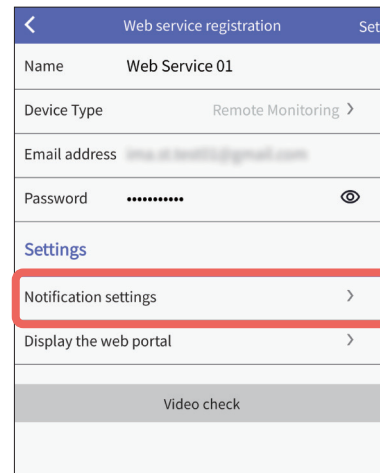 Web service registration Set
Name Web Service 01
Device Type Remote Monitoring
Email address
Password •••••••••••
Settings
Notification settings
Display the web portal
Video check